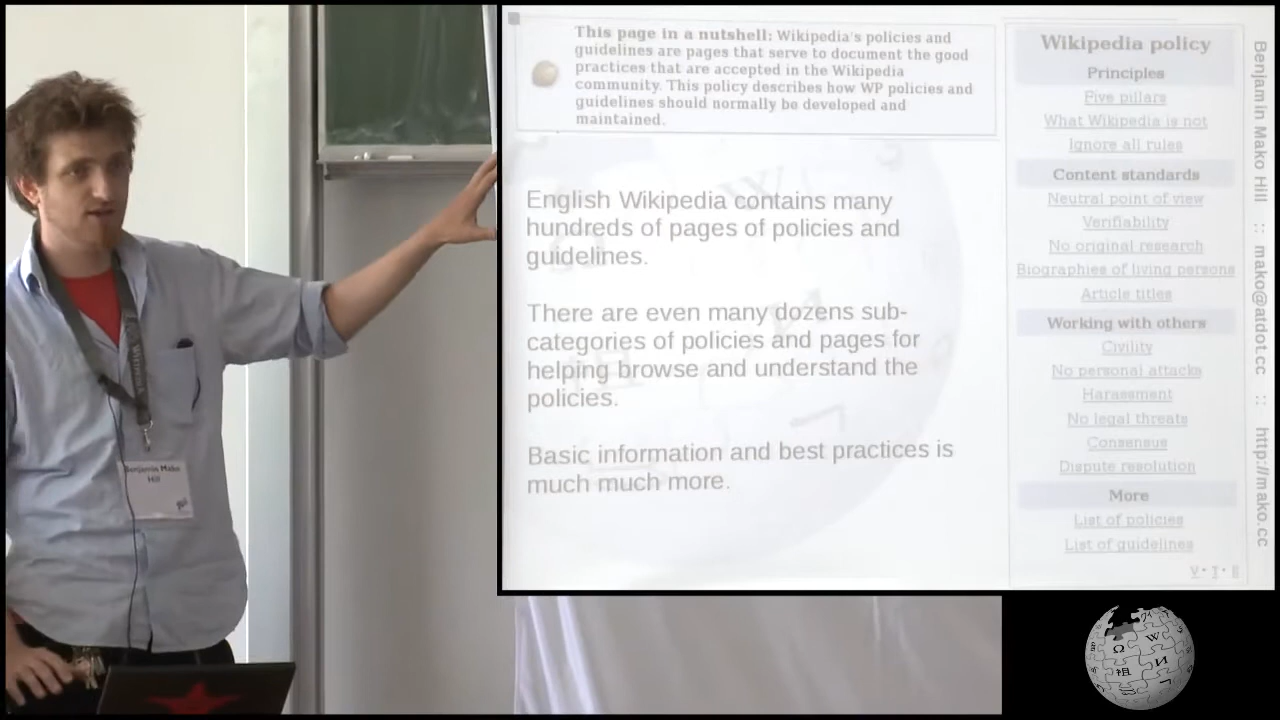 This page in a nutshell: Wikipedia's policies and
guidelines are pages that serve to document the good
practices that are accepted in the Wikipedia
community. This policy describes how WP policies and
guidelines should normally be developed and
maintained.
English Wikipedia contains many
hundreds of pages of policies and
guidelines.
There are even many dozens sub-
categories of policies and pages for
helping browse and understand the
policies.
Basic information and best practices is
much much more.
Wikipedia policy
Principles
Five pillars
What Wikipedia is not
Ignore all rules
Content standards
Neutral point of view
Verifiability
No original research
Biographies of living persons
Article titles
Working with others
Civility
No personal attacks
Harassment
No legal threats
Consensus
Dispute resolution
More
List of policies
List of guidelines
Benjamin Mako Hill :: mako@atdot.cc :: http://mako.cc
Benjamin Mako
Hill